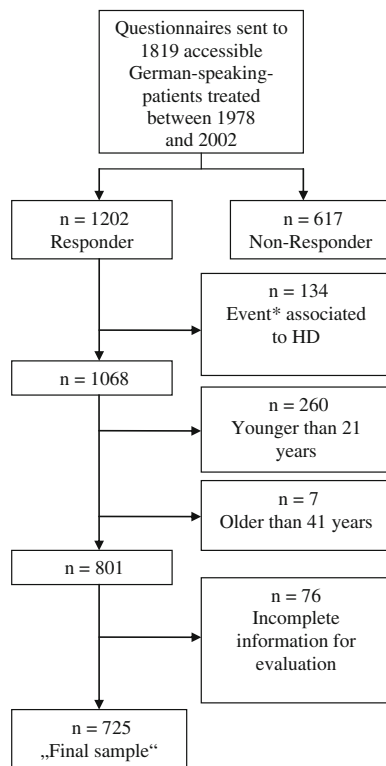 Questionnaires sent to
1819 accessible
German-speaking-
patients treated
between 1978
and 2002
n = 1202
Responder
n = 617
Non-Responder
n = 134
Event* associated
to HD
n = 1068
n = 260
Younger than 21
years
n = 7
Older than 41 years
n = 801
n = 76
Incomplete
information for
evaluation
n = 725
„Final sample“